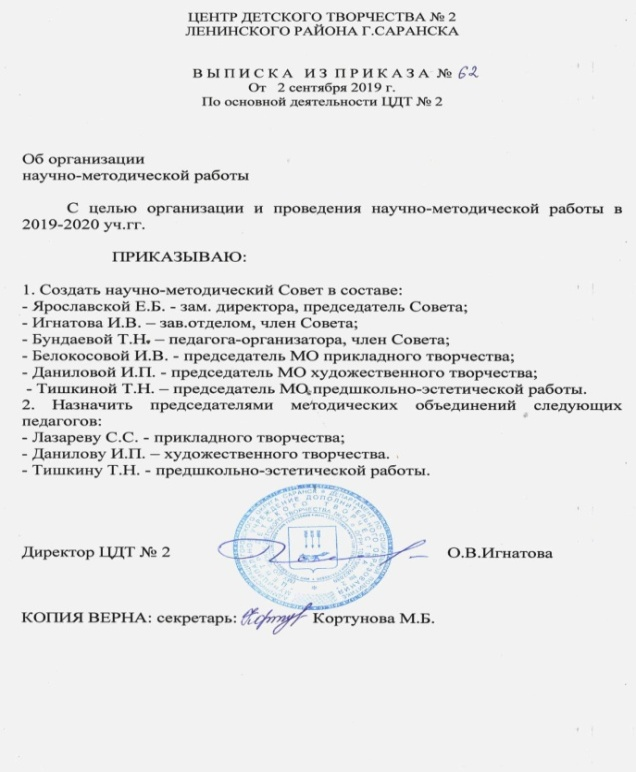 ЦЕНТР ДЕТСКОГО ТВОРЧЕСТВА № 2
ЛЕНИНСКОГО РАЙОНА Г.САРАНСКА
В Ы П И С К А И З П Р И К А З А № 62
От 2 сентября 2019 г.
По основной деятельности ЦДТ № 2
Об организации
научно-методической работы
С целью организации и проведения научно-методической работы в
2019-2020 уч.гг.
ПРИКАЗЫВАЮ:
1. Создать научно-методический Совет в составе:
- Ярославской Е.Б. - зам. директора, председатель Совета;
- Игнатова И.В. – зав.отделом, член Совета;
- Бундаевой Т.Н. – педагога-организатора, член Совета;
- Белокосовой И.В. - председатель МО прикладного творчества;
- Даниловой И.П. - председатель МО художественного творчества;
- Тишкиной Т.Н. – председатель МО предшкольно-эстетической работы.
2. Назначить председателями методических объединений следующих
педагогов:
- Лазареву С.С. - прикладного творчества;
- Данилову И.П. – художественного творчества.
- Тишкину Т.Н. - предшкольно-эстетической работы.
Директор ЦДТ № 2 О.В.Игнатова
КОПИЯ ВЕРНА: секретарь: Кортунова М.Б.